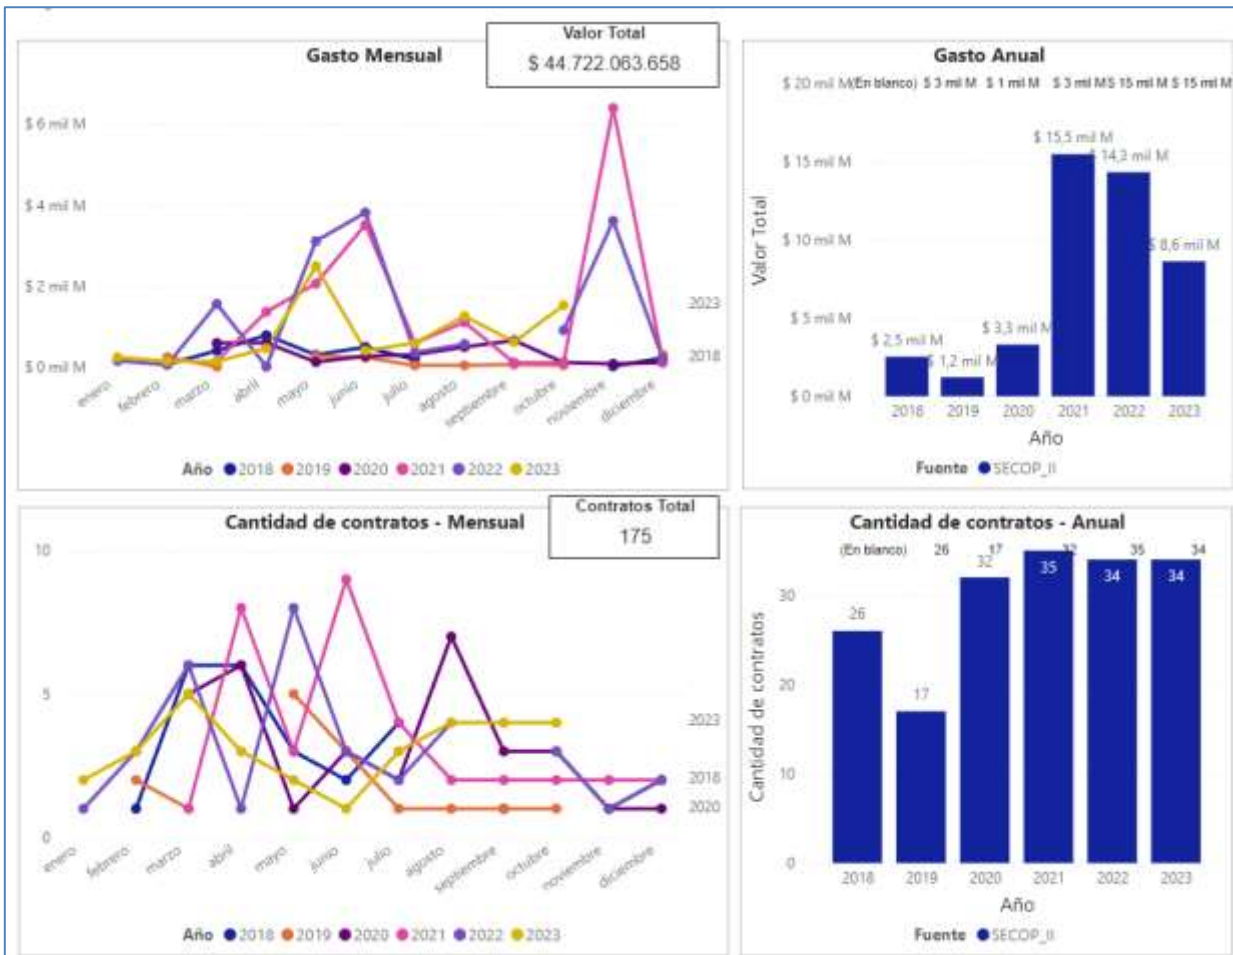 Valor Total
$ 44.722.063.658
Gasto Mensual
$ 6 mil M
$ 4 mil M
$ 2 mil M
$ 0 mil M
2023
2018
enero
febrero
marzo
abril
mayo
junio
julio
agosto
septiembre
octubre
noviembre
diciembre
Año 2018 2019 2020 2021 2022 2023
Gasto Anual
(En blanco) $ 3 mil M $ 1 mil M $ 3 mil M $ 15 mil M $ 15 mil M
$ 20 mil M
$ 15 mil M
$ 10 mil M
$ 5 mil M
$ 0 mil M
Valor Total
$ 2,5 mil M
$ 1,2 mil M
$ 3,3 mil M
$ 15,5 mil M
$ 14,3 mil M
$ 8,6 mil M
2018 2019 2020 2021 2022 2023
Año
Fuente SECOP_II
Contratos Total
175
Cantidad de contratos - Mensual
10
5
0
2023
2018
2020
enero
febrero
marzo
abril
mayo
junio
julio
agosto
septiembre
octubre
noviembre
diciembre
Año 2018 2019 2020 2021 2022 2023
Cantidad de contratos - Anual
(En blanco) 26 17 32 35 34
30
20
10
0
Cantidad de contratos
26
17
32
35
34
34
2018 2019 2020 2021 2022 2023
Año
Fuente SECOP_II